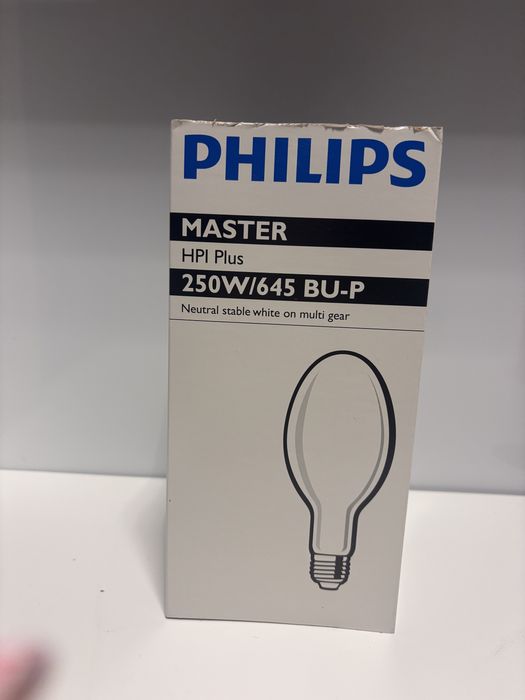 PHILIPS
MASTER
HPI Plus
250W/645 BU-P
Neutral stable white on multi gear